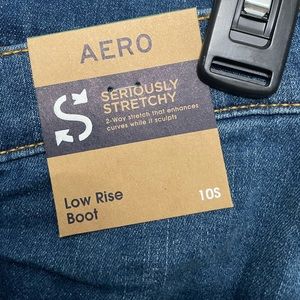 AERO
SERIOUSLY
STRETCHY
2-Way stretch that enhances
curves while it sculpts
Low Rise
Boot
10S